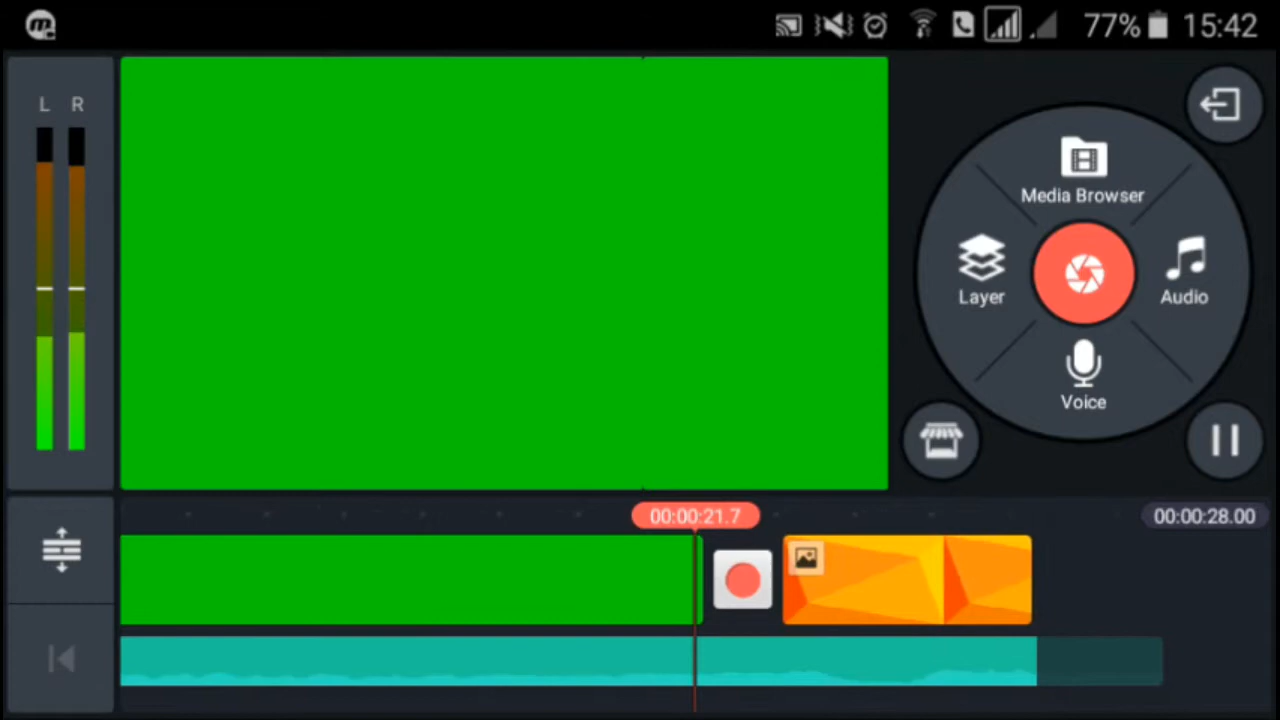 77% 15:42
L R
Media Browser
Layer
Audio
Voice
00:00:21.7
00:00:28.00